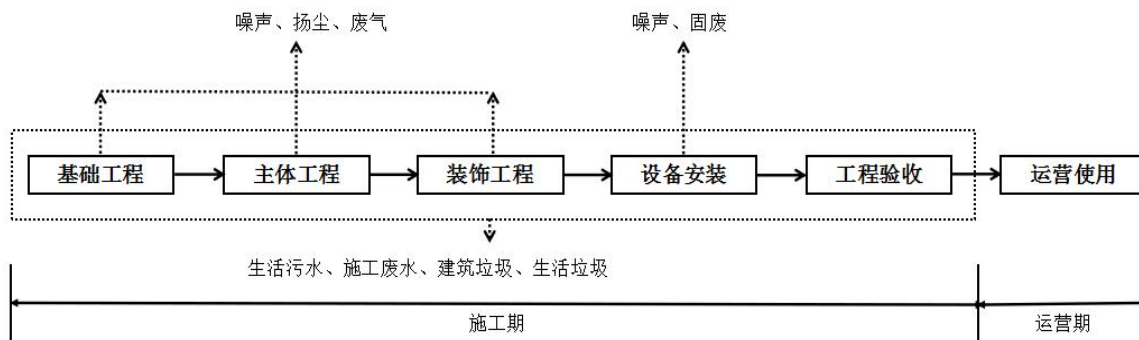 噪声、扬尘、废气
噪声、固废
基础工程
主体工程
装饰工程
设备安装
工程验收
运营使用
生活污水、施工废水、建筑垃圾、生活垃圾
施工期
运营期